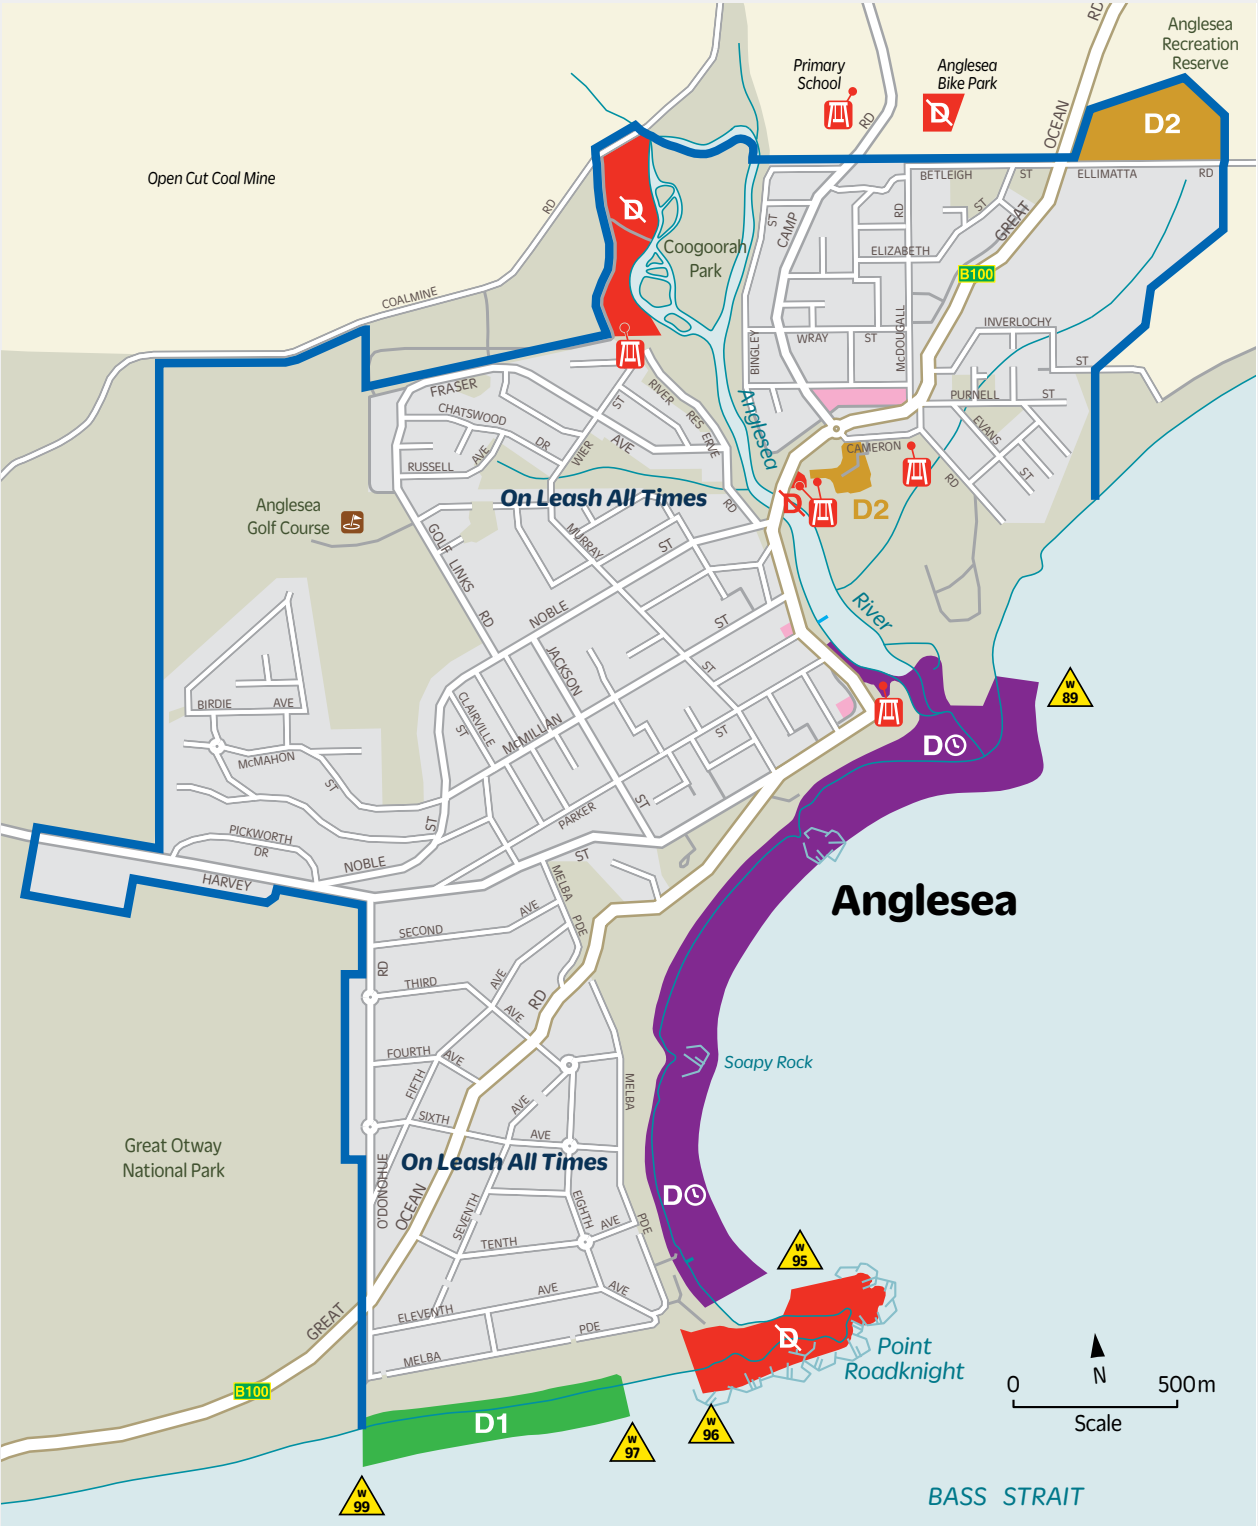 Anglesea
Recreation
Reserve
RD
Primary
School
Anglesea
Bike Park
D
RD
OCEAN
D2
Open Cut Coal Mine
BETLEIGH
ST
ELLIMATTA
RD
RD
D
ST
CAMP
RD
ST
GREAT
Coogoorah
Park
ELIZABETH
B100
COALMINE
INVERLOCHY
BINGLEY
WRAY
ST
McDOUGALL
ST
FRASER
RIVER
RES ERVE
PURNELL
ST
CHATSWOOD
ST
Anglesea
DR
WIER
AVE
EVANS
CAMERON
RUSSELL
AVE
ST
RD
On Leash All Times
RD
D
D2
Anglesea
Golf Course
GOLF LINKS
RD
MURRAY
ST
NOBLE
ST
River
JACKSON
ST
W
89
BIRDIE
AVE
CLAIRVILLE
ST
McMILLAN
ST
D
McMAHON
ST
PARKER
ST
PICKWORTH
DR
ST
NOBLE
ST
HARVEY
MELBA
PDE
Anglesea
AVE
SECOND
RD
THIRD
AVE
AVE
RD
FOURTH
AVE
FIFTH
MELBA
Soapy Rock
AVE
SIXTH
AVE
Great Otway
National Park
On Leash All Times
O'DONOHUE
OCEAN
SEVENTH
EIGHTH
AVE
PDE
D
TENTH
W
95
AVE
AVE
ELEVENTH
GREAT
PDE
D
MELBA
Point
Roadknight
N
B100
0
500m
Scale
D1
W
96
W
97
W
99
BASS STRAIT